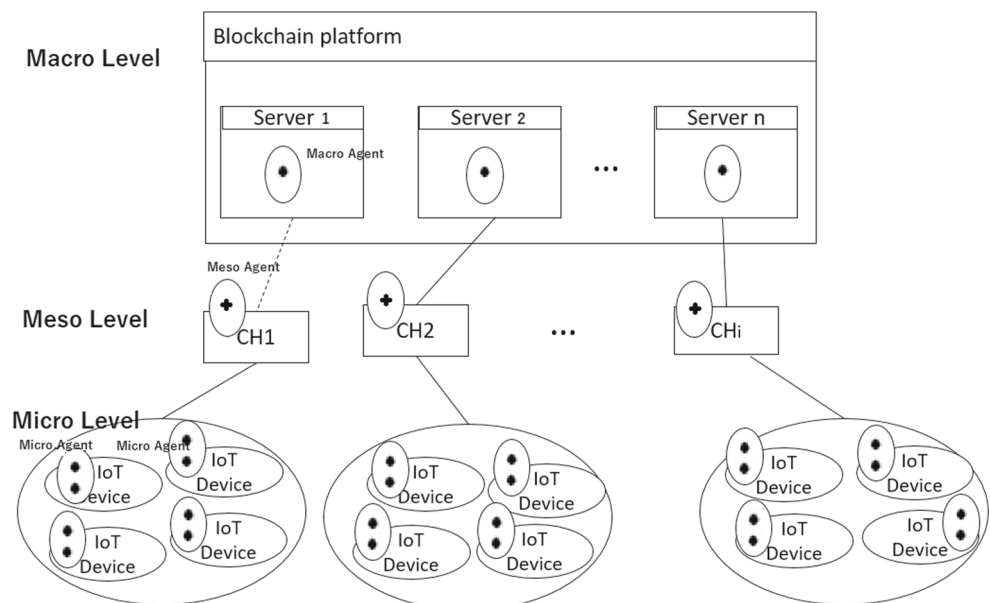 Blockchain platform
Macro Level
Server 1
Server 2
Server n
Macro Agent
...
Meso Agent
Meso Level
CH1
CH2
...
CHi
Micro Level
Micro Agent
Micro Agent
IoT
evice
IoT
Device
IoT
Device
IoT
Device
IoT
Device
IoT
Device
IoT
Device
IoT
Device
IoT
Device
IoT
Device
IoT
Device
IoT
Device